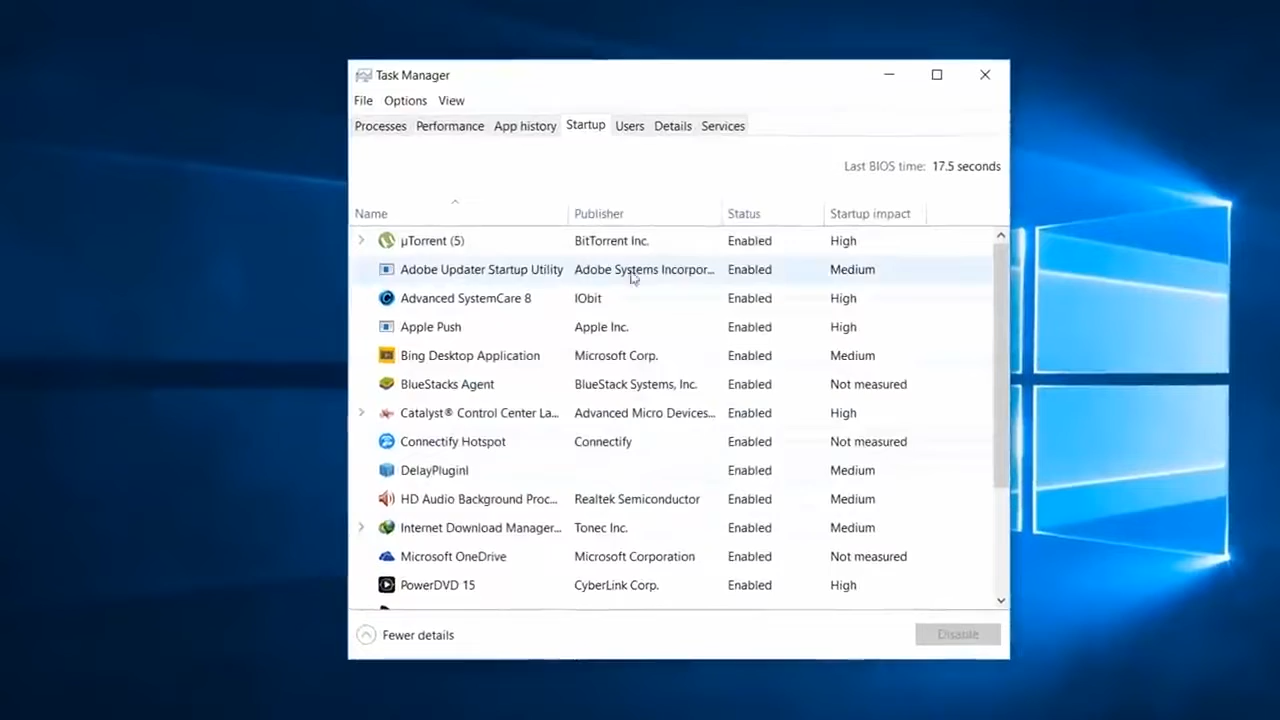 Task Manager
File Options View
Processes Performance App history Startup Users Details Services
Last BIOS time: 17.5 seconds
Name Publisher Status Startup impact
µTorrent (5) BitTorrent Inc. Enabled High
Adobe Updater Startup Utility Adobe Systems Incorpor... Enabled Medium
Advanced SystemCare 8 IObit Enabled High
Apple Push Apple Inc. Enabled High
Bing Desktop Application Microsoft Corp. Enabled Medium
BlueStacks Agent BlueStack Systems, Inc. Enabled Not measured
Catalyst® Control Center La... Advanced Micro Devices... Enabled High
Connectify Hotspot Connectify Enabled Not measured
DelayPluginI Enabled Medium
HD Audio Background Proc... Realtek Semiconductor Enabled Medium
Internet Download Manager... Tonec Inc. Enabled Medium
Microsoft OneDrive Microsoft Corporation Enabled Not measured
PowerDVD 15 CyberLink Corp. Enabled High
Fewer details Disable